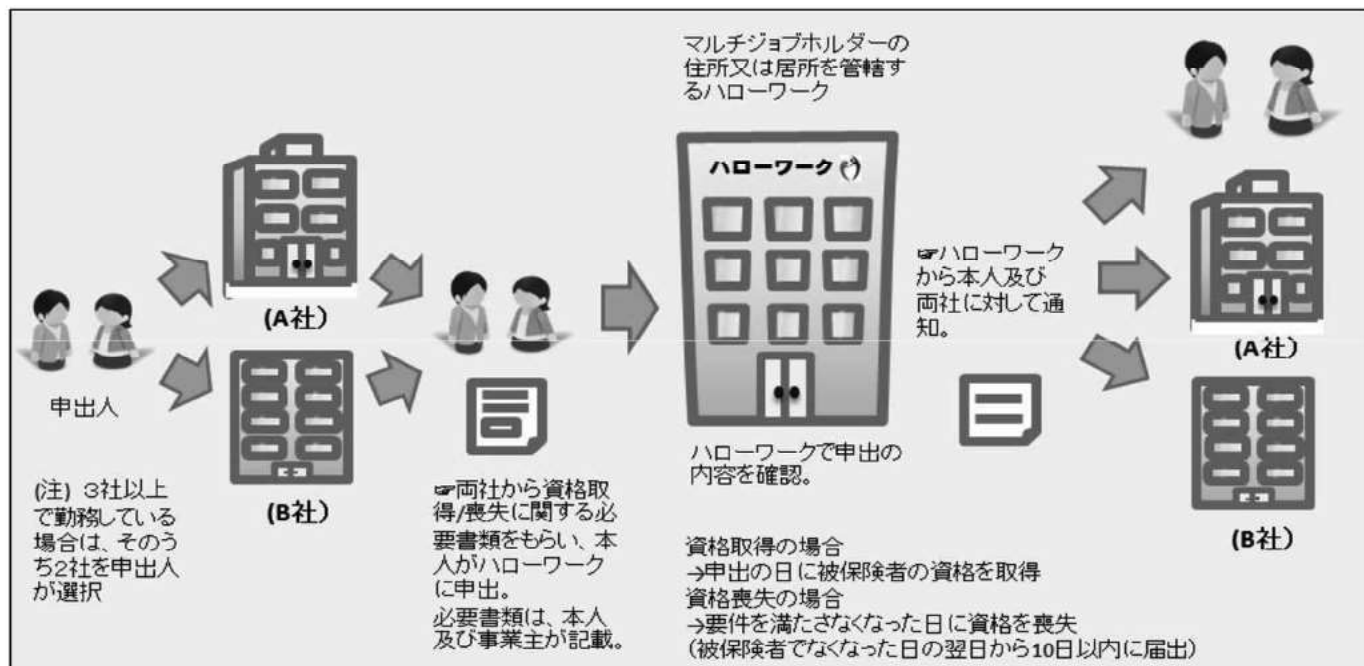 申出人
(注) 3社以上
で勤務している
場合は、そのう
ち2社を申出人
が選択
(A社)
(B社)
☞両社から資格取
得/喪失に関する必
要書類をもらい、本
人がハローワーク
に申出。
必要書類は、本人
及び事業主が記載。
マルチジョブホルダーの
住所又は居所を管轄す
るハローワーク
ハローワーク
ハローワークで申出の
内容を確認。
資格取得の場合
→申出の日に被保険者の資格を取得
資格喪失の場合
→要件を満たさなくなった日に資格を喪失
(被保険者でなくなった日の翌日から10日以内に届出)
☞ハローワーク
から本人及び
両社に対して通
知。
(A社)
(B社)